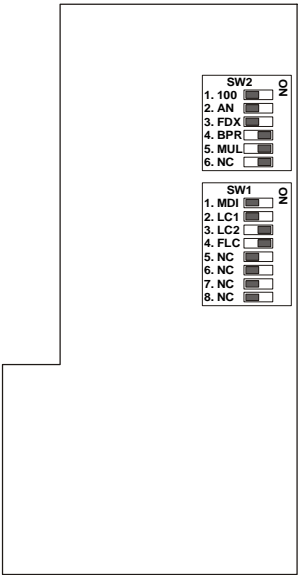 SW2
ON
1. 100
2. AN
3. FDX
4. BPR
5. MUL
6. NC
SW1
ON
1. MDI
2. LC1
3. LC2
4. FLC
5. NC
6. NC
7. NC
8. NC